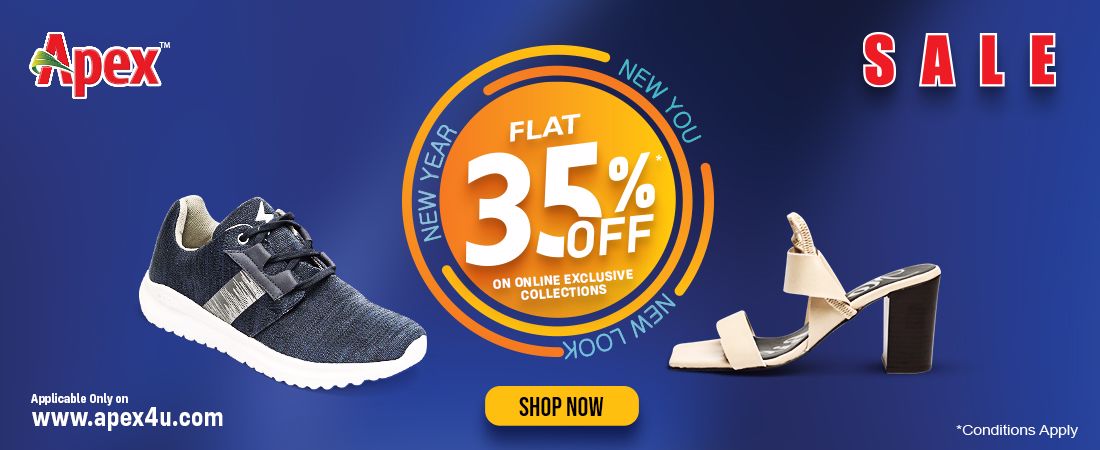 Apex™
SALE
NEW YEAR
NEW YOU
NEW LOOK
FLAT
35%*
OFF
ON ONLINE EXCLUSIVE
COLLECTIONS
SHOP NOW
Applicable Only on
www.apex4u.com
*Conditions Apply